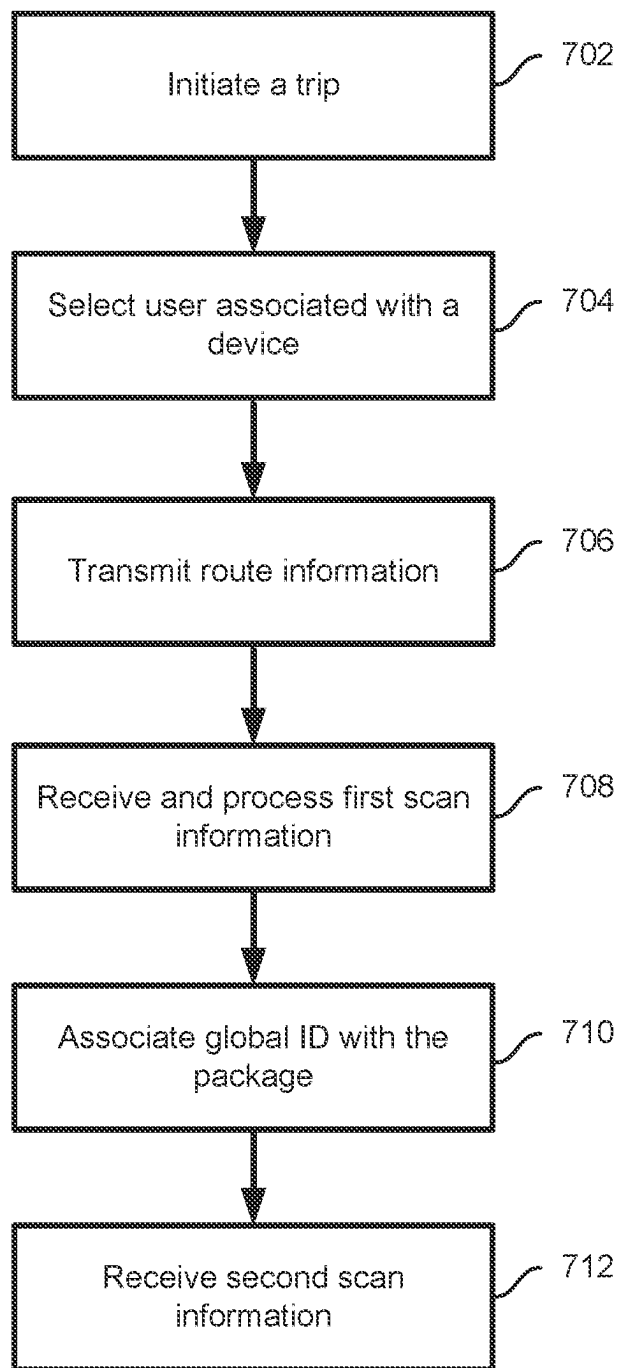 Initiate a trip
702
Select user associated with a
device
704
Transmit route information
706
Receive and process first scan
information
708
Associate global ID with the
package
710
Receive second scan
information
712